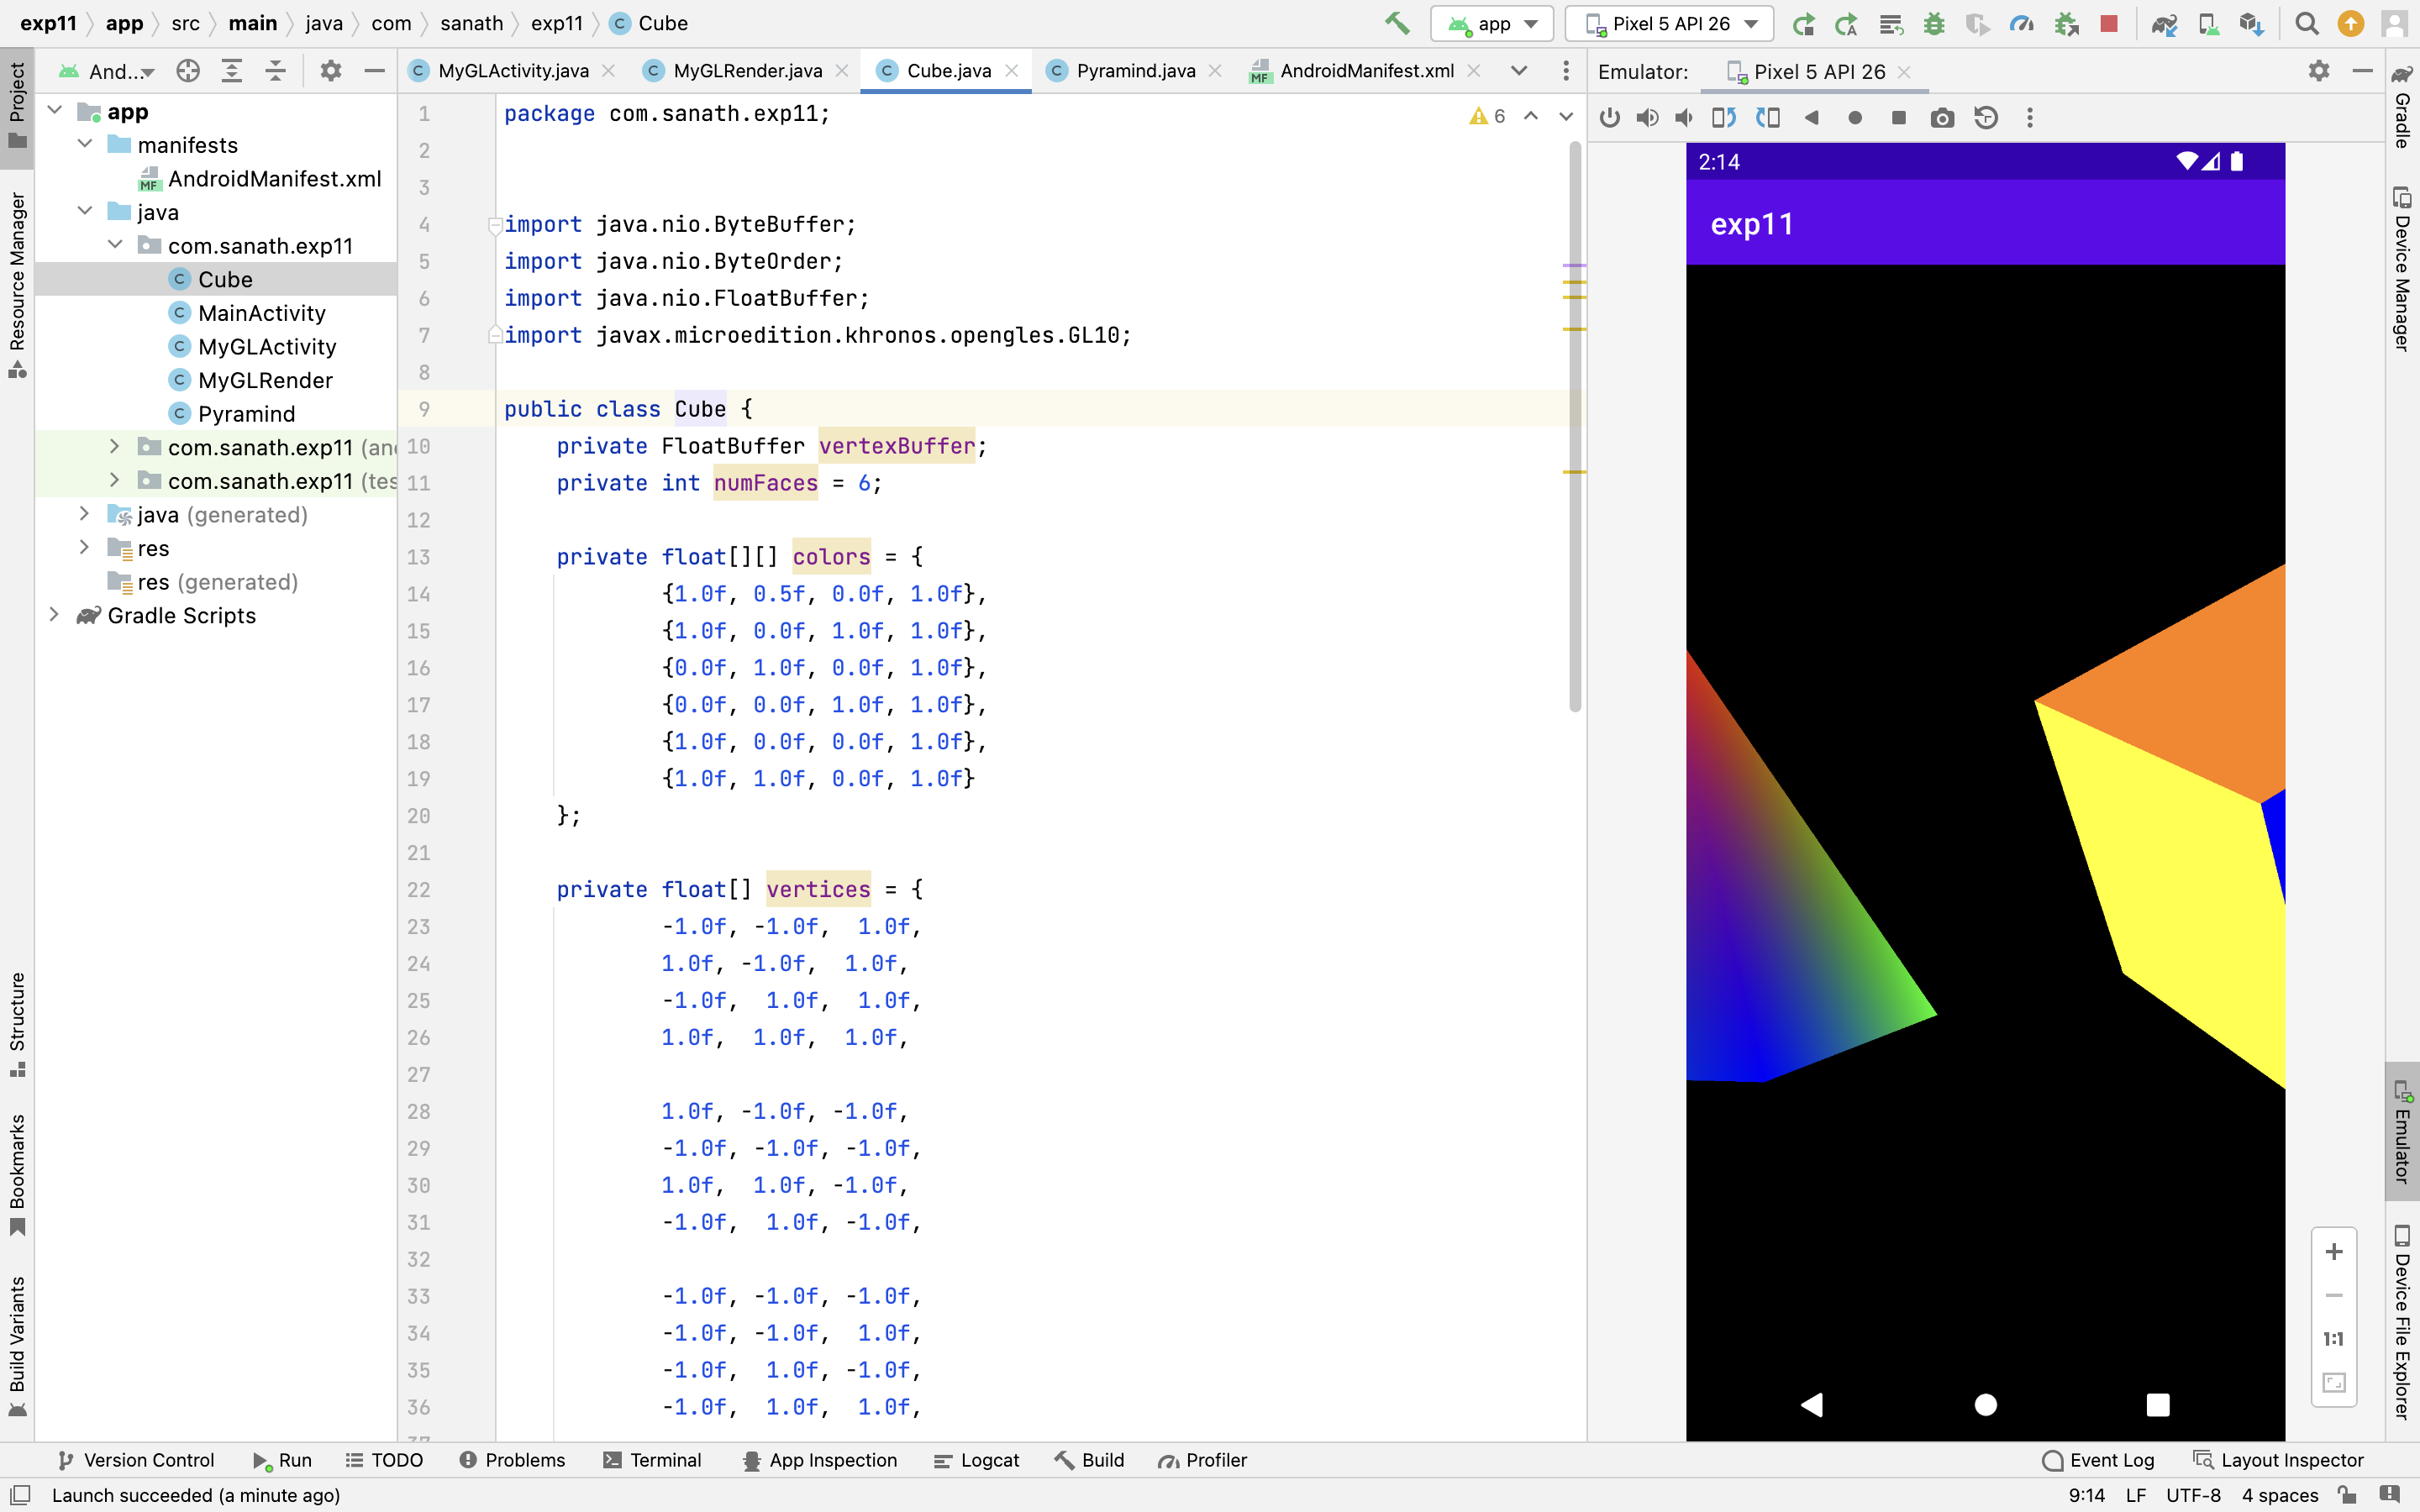 exp11 app src main java com sanath exp11 Cube
app
Pixel 5 API 26
Project
Resource Manager
Structure
Bookmarks
Build Variants
And...
app
manifests
AndroidManifest.xml
java
com.sanath.exp11
Cube
MainActivity
MyGLActivity
MyGLRender
Pyramind
com.sanath.exp11 (an
com.sanath.exp11 (tes
java (generated)
res
res (generated)
Gradle Scripts
MyGLActivity.java MyGLRender.java Cube.java Pyramind.java AndroidManifest.xml
6
1 package com.sanath.exp11;
2
3
4 import java.nio.ByteBuffer;
5 import java.nio.ByteOrder;
6 import java.nio.FloatBuffer;
7 import javax.microedition.khronos.opengles.GL10;
8
9 public class Cube {
10 private FloatBuffer vertexBuffer;
11 private int numFaces = 6;
12
13 private float[][] colors = {
14 {1.0f, 0.5f, 0.0f, 1.0f},
15 {1.0f, 0.0f, 1.0f, 1.0f},
16 {0.0f, 1.0f, 0.0f, 1.0f},
17 {0.0f, 0.0f, 1.0f, 1.0f},
18 {1.0f, 0.0f, 0.0f, 1.0f},
19 {1.0f, 1.0f, 0.0f, 1.0f}
20 };
21
22 private float[] vertices = {
23 -1.0f, -1.0f, 1.0f,
24 1.0f, -1.0f, 1.0f,
25 -1.0f, 1.0f, 1.0f,
26 1.0f, 1.0f, 1.0f,
27
28 1.0f, -1.0f, -1.0f,
29 -1.0f, -1.0f, -1.0f,
30 1.0f, 1.0f, -1.0f,
31 -1.0f, 1.0f, -1.0f,
32
33 -1.0f, -1.0f, -1.0f,
34 -1.0f, -1.0f, 1.0f,
35 -1.0f, 1.0f, -1.0f,
36 -1.0f, 1.0f, 1.0f,
Emulator: Pixel 5 API 26
2:14
exp11
1:1
Gradle
Device Manager
Emulator
Device File Explorer
Version Control Run TODO Problems Terminal App Inspection Logcat Build Profiler Event Log Layout Inspector
Launch succeeded (a minute ago) 9:14 LF UTF-8 4 spaces